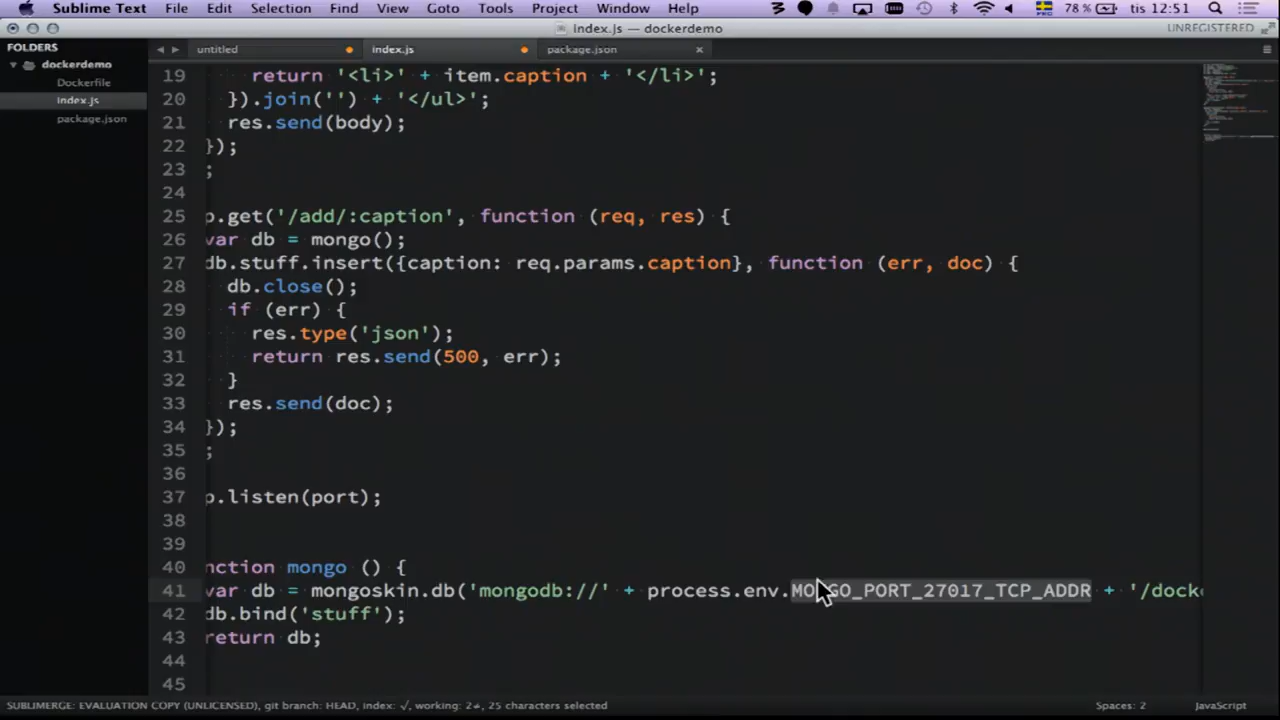 Sublime Text File Edit Selection Find View Goto Tools Project Window Help 78 % tis 12:51
index.js — dockerdemo UNREGISTERED
FOLDERS
dockerdemo
Dockerfile
index.js
package.json
untitled index.js package.json
19 return '<li>' + item.caption + '</li>';
20 }).join('') + '</ul>';
21 res.send(body);
22 });
23 ;
24
25 p.get('/add/:caption', function (req, res) {
26 var db = mongo();
27 db.stuff.insert({caption: req.params.caption}, function (err, doc) {
28 db.close();
29 if (err) {
30 res.type('json');
31 return res.send(500, err);
32 }
33 res.send(doc);
34 });
35 ;
36
37 p.listen(port);
38
39
40 nction mongo () {
41 var db = mongoskin.db('mongodb://' + process.env.MONGO_PORT_27017_TCP_ADDR + '/docke
42 db.bind('stuff');
43 return db;
44
45
SUBLIMERGE: EVALUATION COPY (UNLICENSED), git branch: HEAD, index: √, working: 2≠, 25 characters selected Spaces: 2 JavaScript